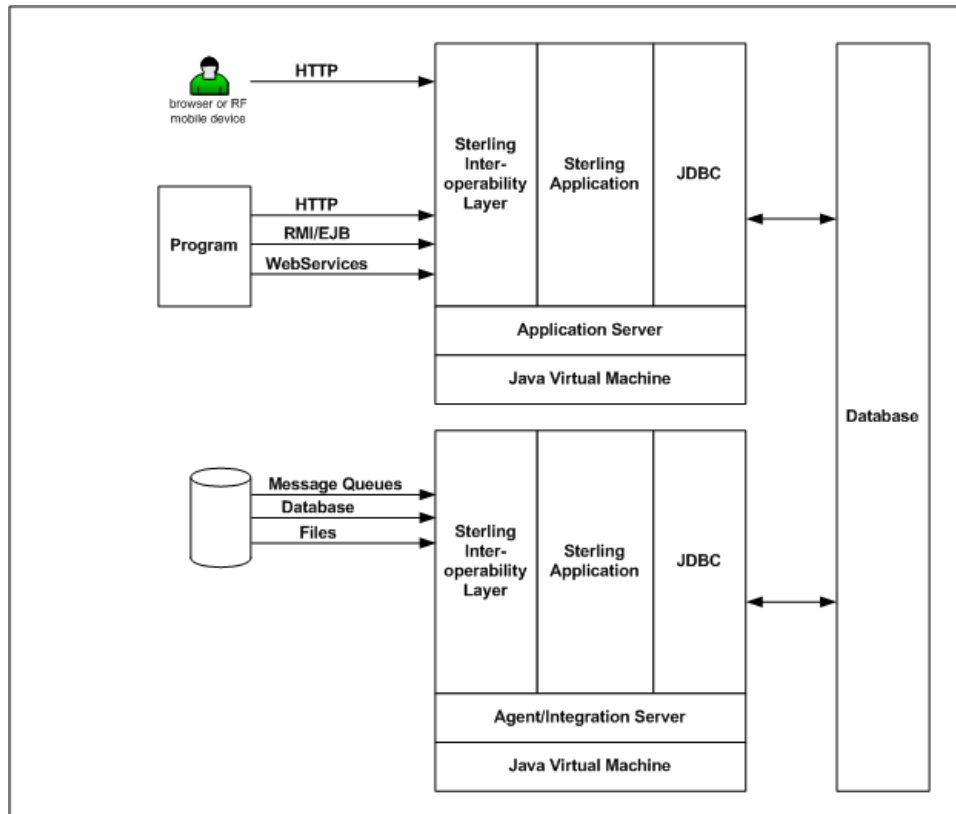 HTTP
browser or RF
mobile device
Sterling
Inter-
operability
Layer
Sterling
Application
JDBC
Program
HTTP
RMI/EJB
WebServices
Application Server
Java Virtual Machine
Database
Message Queues
Database
Files
Sterling
Inter-
operability
Layer
Sterling
Application
JDBC
Agent/Integration Server
Java Virtual Machine